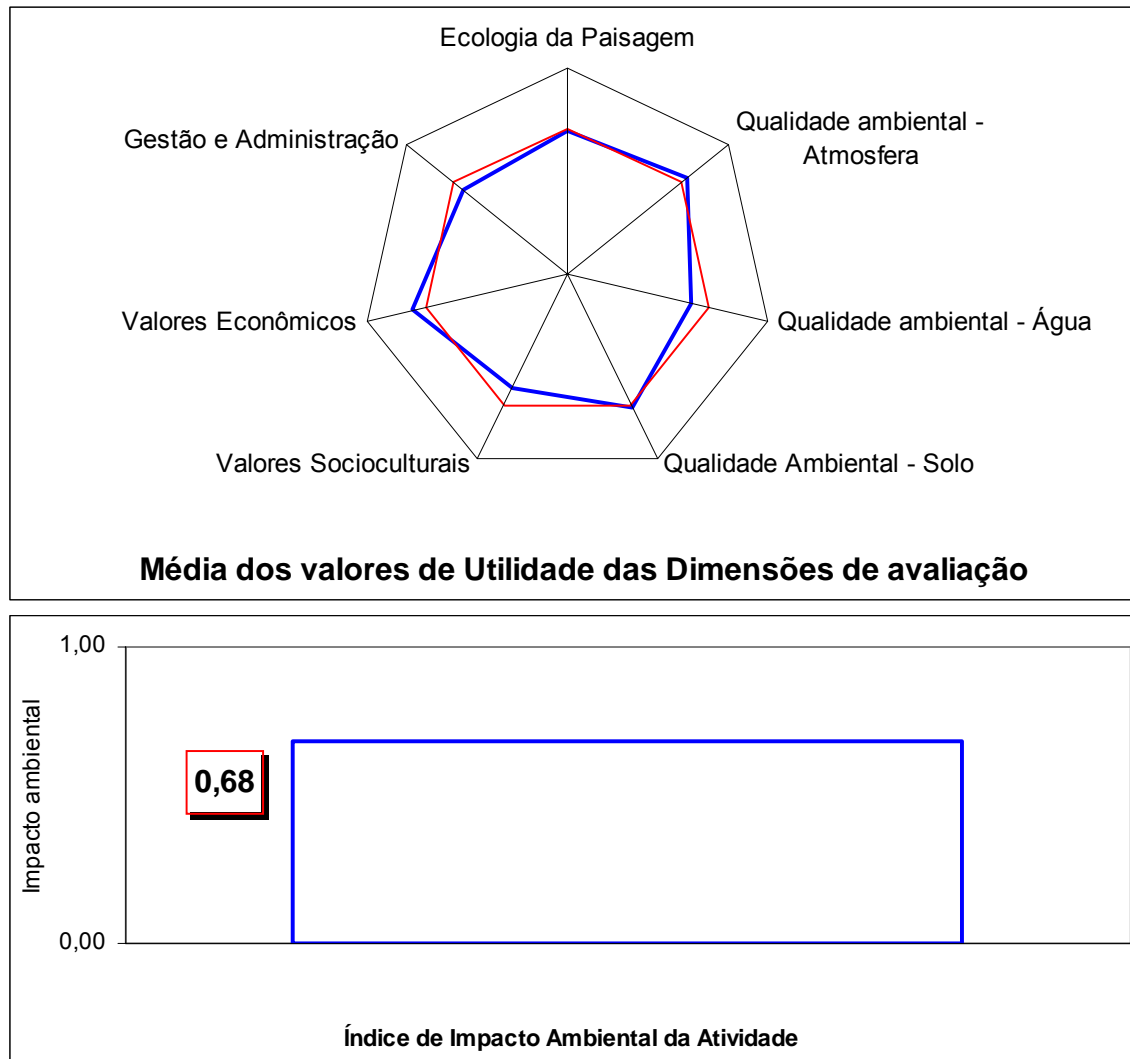 Ecologia da Paisagem
Gestão e Administração
Qualidade ambiental -
Atmosfera
Valores Econômicos
Qualidade ambiental - Água
Valores Socioculturais
Qualidade Ambiental - Solo
Média dos valores de Utilidade das Dimensões de avaliação
1,00
Impacto ambiental
0,68
0,00
Índice de Impacto Ambiental da Atividade